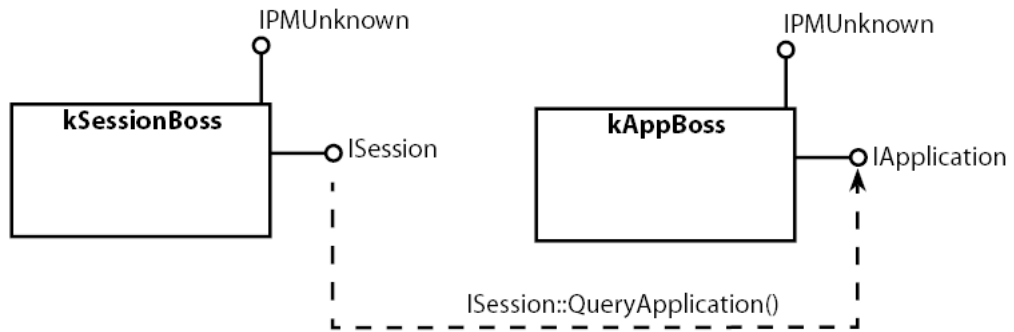 IPMUnknown
IPMUnknown
kSessionBoss
kAppBoss
ISession
IApplication
ISession::QueryApplication()